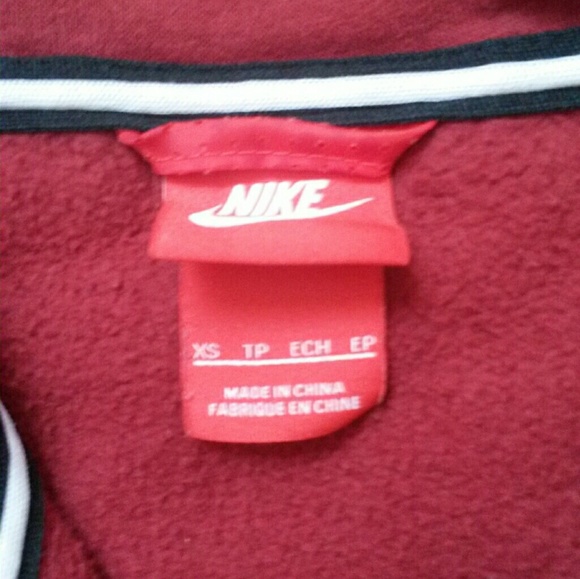 NIKE
XS TP ECH EP
MADE IN CHINA
FABRIQUE EN CHINE